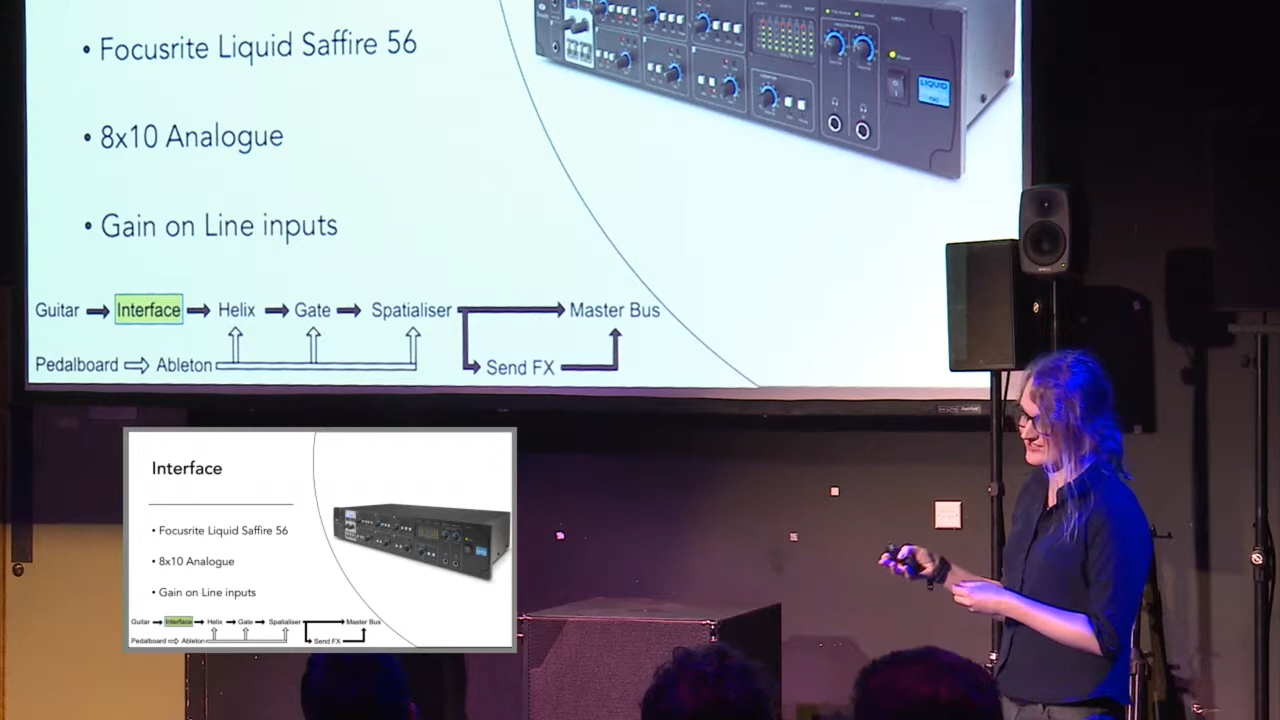 • Focusrite Liquid Saffire 56
• 8x10 Analogue
• Gain on Line inputs
Guitar Interface Helix Gate Spatialiser Master Bus
Pedalboard Ableton Send FX
LIQUID
Interface
• Focusrite Liquid Saffire 56
• 8x10 Analogue
• Gain on Line inputs
Guitar Interface Helix Gate Spatialiser Master Bus
Pedalboard Ableton Send FX